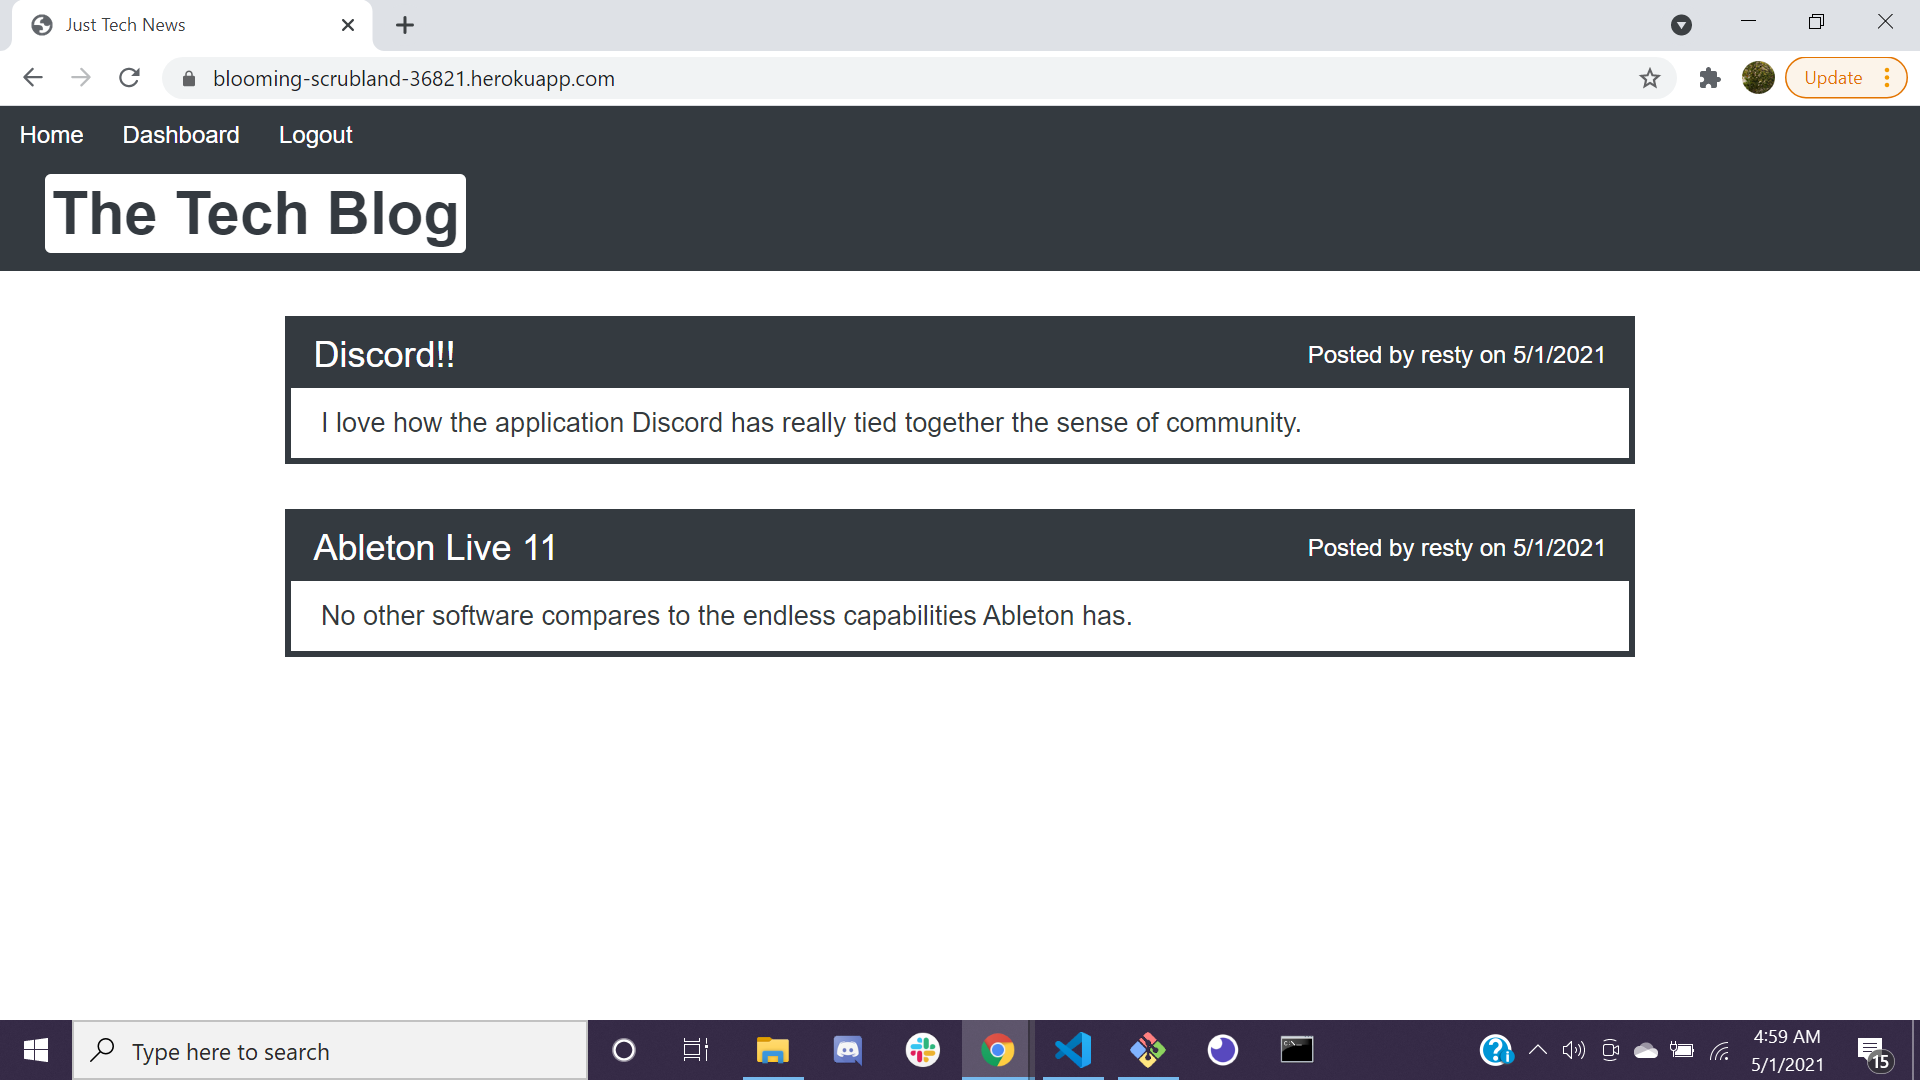 Just Tech News
blooming-scrubland-36821.herokuapp.com
Update
Home Dashboard Logout
The Tech Blog
Discord!! Posted by resty on 5/1/2021
I love how the application Discord has really tied together the sense of community.
Ableton Live 11 Posted by resty on 5/1/2021
No other software compares to the endless capabilities Ableton has.
Type here to search
4:59 AM
5/1/2021
15